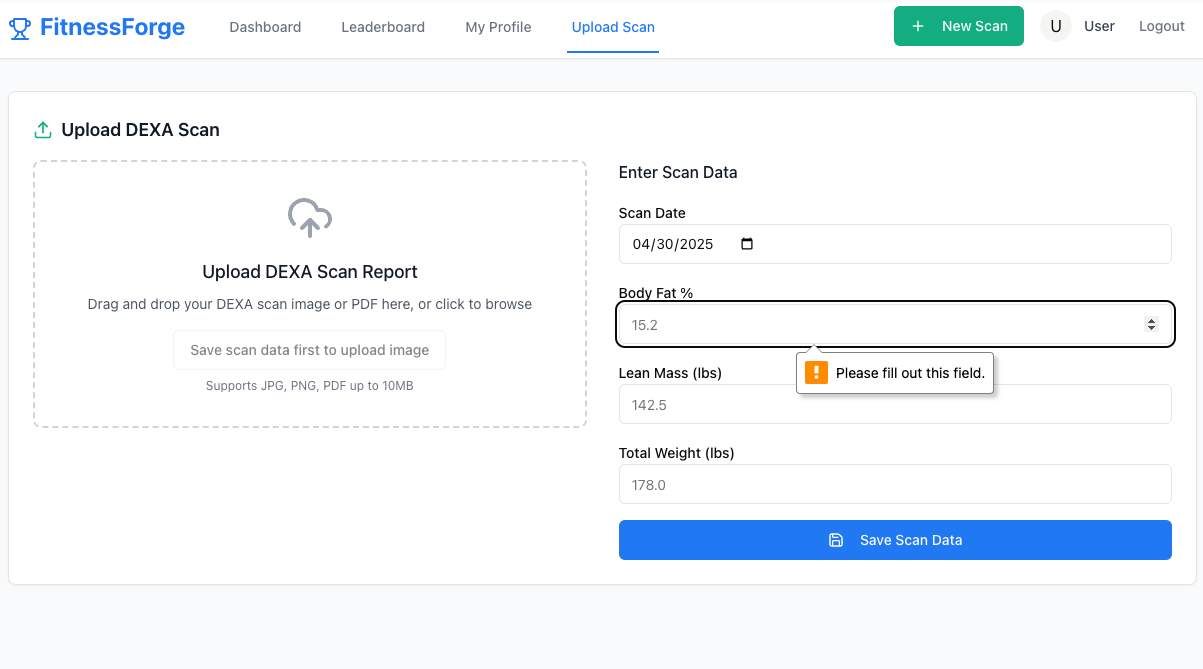 FitnessForge
Dashboard
Leaderboard
My Profile
Upload Scan
New Scan
U
User
Logout
Upload DEXA Scan
Upload DEXA Scan Report
Drag and drop your DEXA scan image or PDF here, or click to browse
Save scan data first to upload image
Supports JPG, PNG, PDF up to 10MB
Enter Scan Data
Scan Date
04/30/2025
Body Fat %
15.2
Please fill out this field.
Lean Mass (lbs)
142.5
Total Weight (lbs)
178.0
Save Scan Data